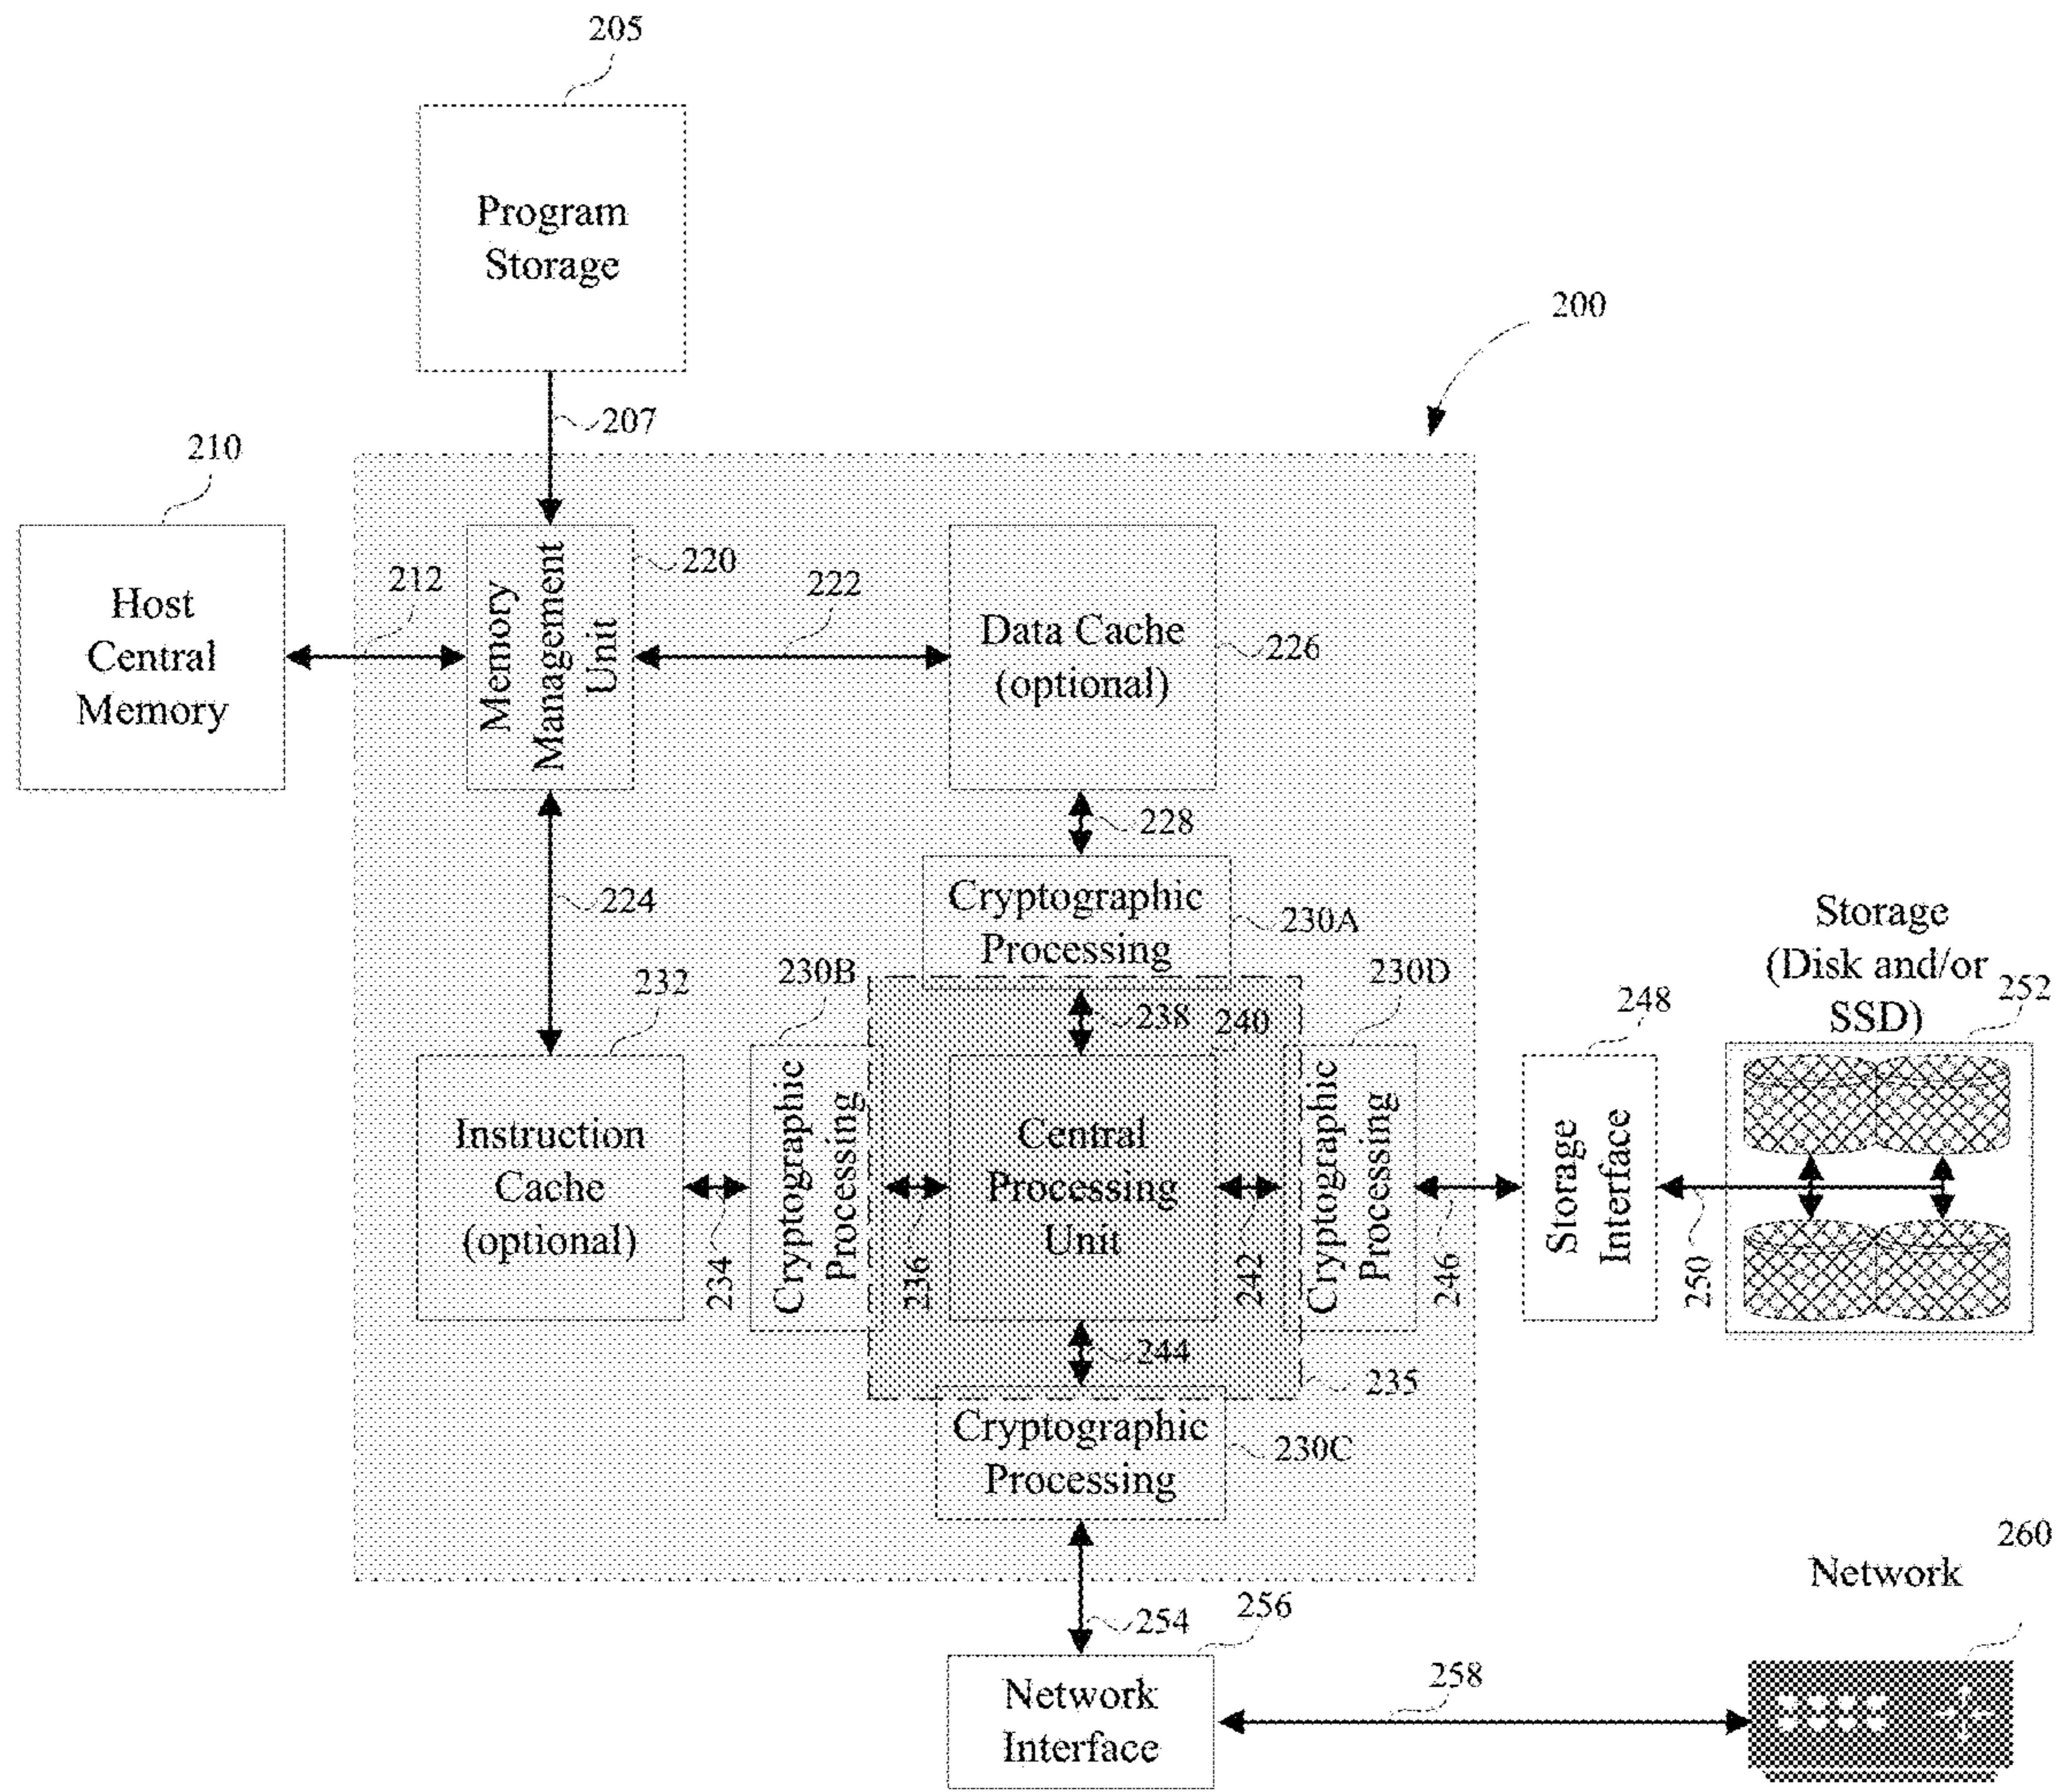 205
Program
Storage
200
207
210
Host
Central
Memory
212
Memory
Management
Unit
220
222
Data Cache
(optional)
226
228
224
Cryptographic
Processing
230A
Storage
(Disk and/or
SSD)
252
232
230B
230D
248
238
240
Instruction
Cache
(optional)
234
Cryptographic
Processing
236
Central
Processing
Unit
242
Cryptographic
Processing
246
Storage
Interface
250
244
235
Cryptographic
Processing
230C
254
256
Network
Interface
258
Network
260